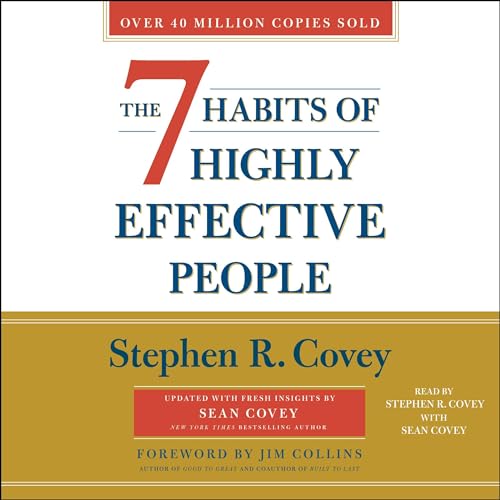 OVER 40 MILLION COPIES SOLD
THE 7 HABITS OF
HIGHLY
EFFECTIVE
PEOPLE
Stephen R. Covey
UPDATED WITH FRESH INSIGHTS BY
SEAN COVEY
NEW YORK TIMES BESTSELLING AUTHOR
READ BY
STEPHEN R. COVEY
WITH
SEAN COVEY
FOREWORD BY JIM COLLINS
AUTHOR OF GOOD TO GREAT AND COAUTHOR OF BUILT TO LAST